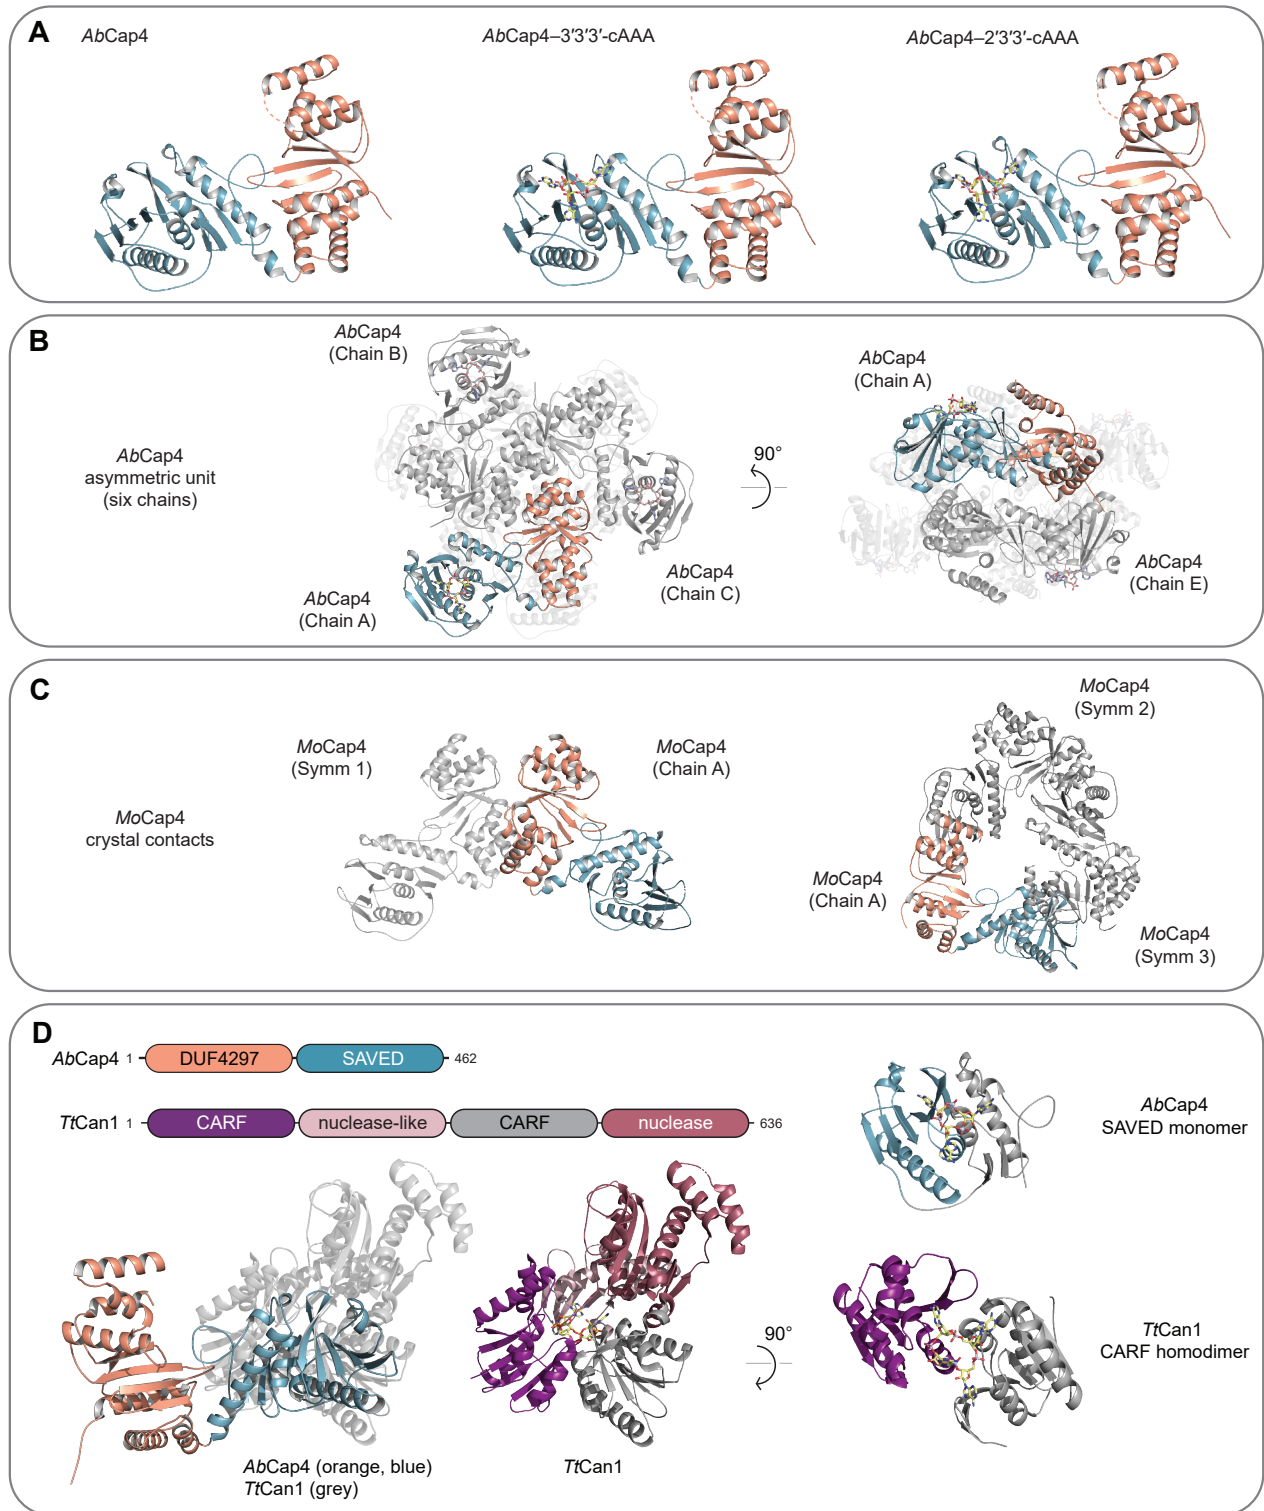 A
AbCap4
AbCap4–3′3′3′-cAAA
AbCap4–2′3′3′-cAAA
B
AbCap4
asymmetric unit
(six chains)
AbCap4
(Chain B)
AbCap4
(Chain A)
AbCap4
(Chain C)
90°
AbCap4
(Chain A)
AbCap4
(Chain E)
C
MoCap4
crystal contacts
MoCap4
(Symm 1)
MoCap4
(Chain A)
MoCap4
(Symm 2)
MoCap4
(Chain A)
MoCap4
(Symm 3)
D
AbCap4 1 DUF4297 SAVED 462
TtCan1 1 CARF nuclease-like CARF nuclease 636
AbCap4 (orange, blue)
TtCan1 (grey)
TtCan1
90°
AbCap4
SAVED monomer
TtCan1
CARF homodimer